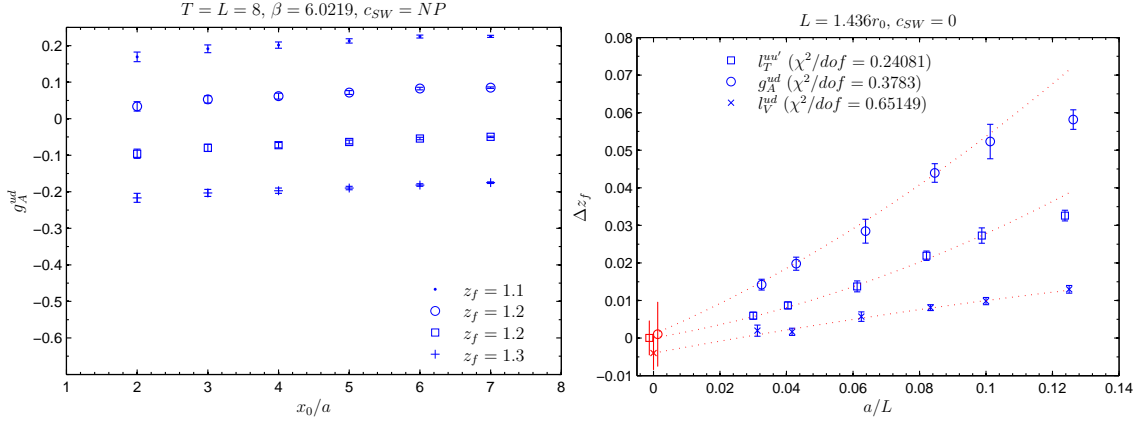 T = L = 8, β = 6.0219, c_{SW} = NP
0.2
0.1
0
−0.1
−0.2
−0.3
−0.4
−0.5
−0.6
g_A^{ud}
z_f = 1.1
z_f = 1.2
z_f = 1.2
z_f = 1.3
1 2 3 4 5 6 7 8
x_0/a
L = 1.436r_0, c_{SW} = 0
0.08
0.07
0.06
0.05
0.04
0.03
0.02
0.01
0
−0.01
Δz_f
l_T^{uu'} (χ²/dof = 0.24081)
g_A^{ud} (χ²/dof = 0.3783)
l_V^{ud} (χ²/dof = 0.65149)
0 0.02 0.04 0.06 0.08 0.1 0.12 0.14
a/L